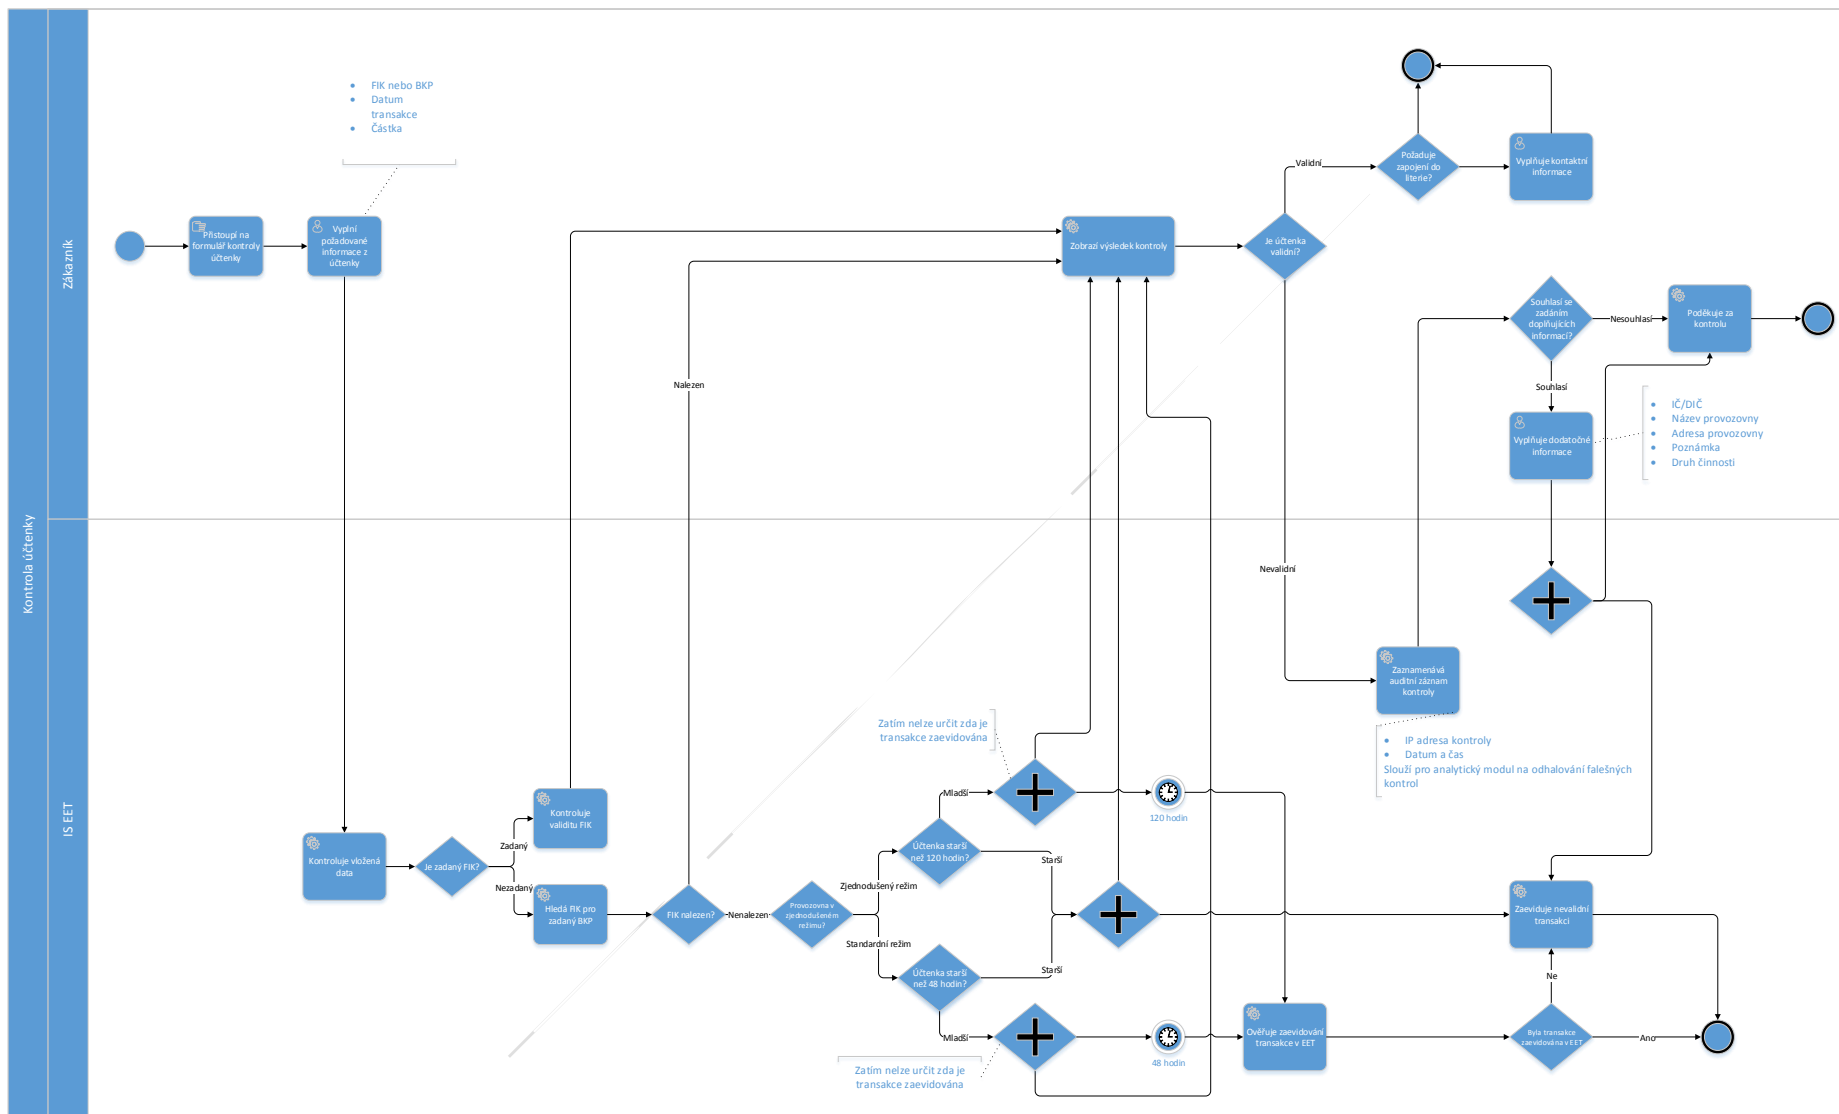 Kontrola účtenky
Zákazník
IS EET
FIK nebo BKP
Datum
transakce
Částka
Přistoupí na
formulář kontroly
účtenky
Vyplní
požadované
informace z
účtenky
Zobrazí výsledek kontroly
Je účtenka
validní?
Validní
Nevalidní
Požaduje
zapojení do
literie?
Vyplňuje kontaktní
informace
Souhlasí se
zadáním
doplňujících
informací?
Nesouhlasí
Poděkuje za
kontrolu
Souhlasí
Vyplňuje dodatočné
informace
IČ/DIČ
Název provozovny
Adresa provozovny
Poznámka
Druh činnosti
Nalezen
Zaznamenává
auditní záznam
kontroly
IP adresa kontroly
Datum a čas
Slouží pro analytický modul na odhalování falešných
kontrol
Zatím nelze určit zda je
transakce zaevidována
Kontroluje vložená
data
Je zadaný FIK?
Zadaný
Nezadaný
Kontroluje
validitu FIK
Hledá FIK pro
zadaný BKP
FIK nalezen?
Nenalezen
Provozovna v
zjednodušeném
režimu?
Zjednodušený režim
Standardní režim
Účtenka starší
než 120 hodin?
Účtenka starší
než 48 hodin?
Mladší
Starší
Starší
Mladší
120 hodin
48 hodin
Zatím nelze určit zda je
transakce zaevidována
Ověřuje zaevidování
transakce v EET
Zaeviduje nevalidní
transakci
Ne
Byla transakce
zaevidována v EET
Ano